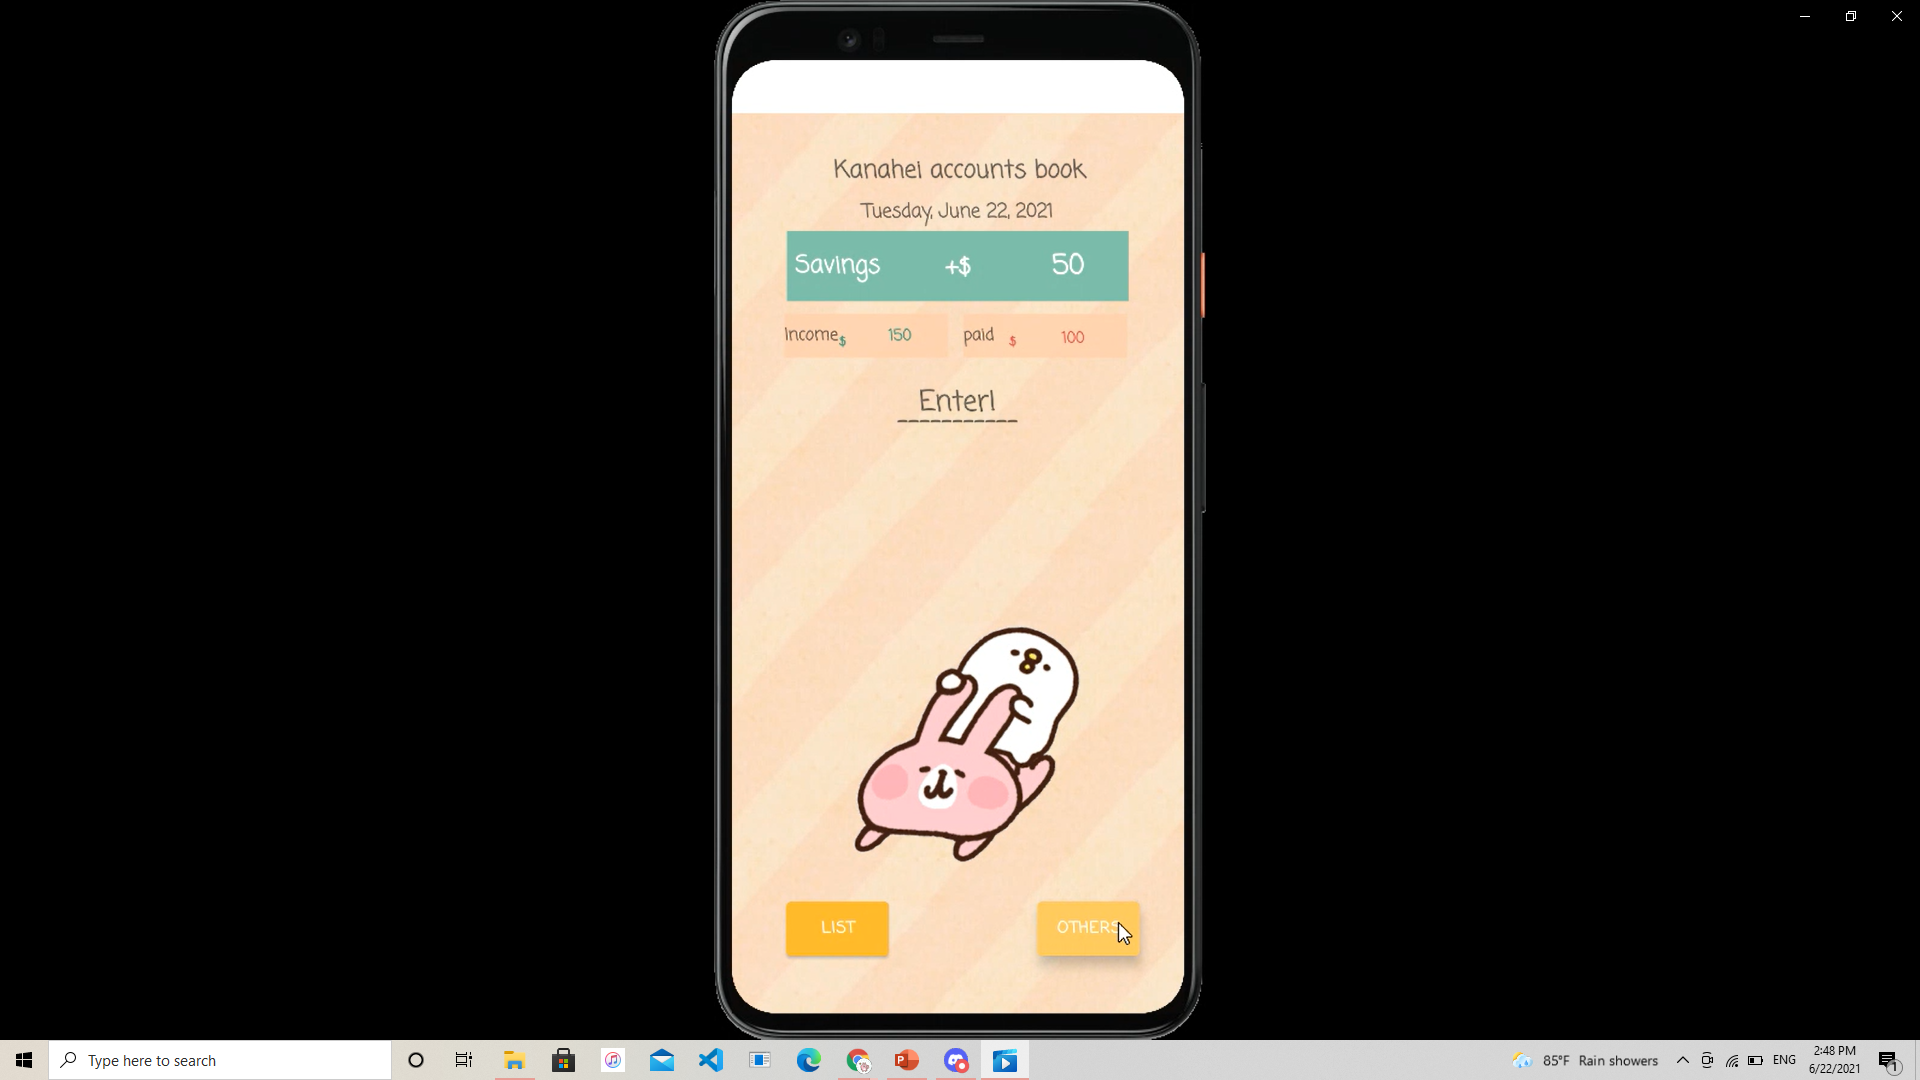 Kanahei accounts book
Tuesday, June 22, 2021
Savings +$ 50
Income $ 150 paid $ 100
Enter!
LIST OTHERS
Type here to search
85°F Rain showers ENG 2:48 PM
6/22/2021 1